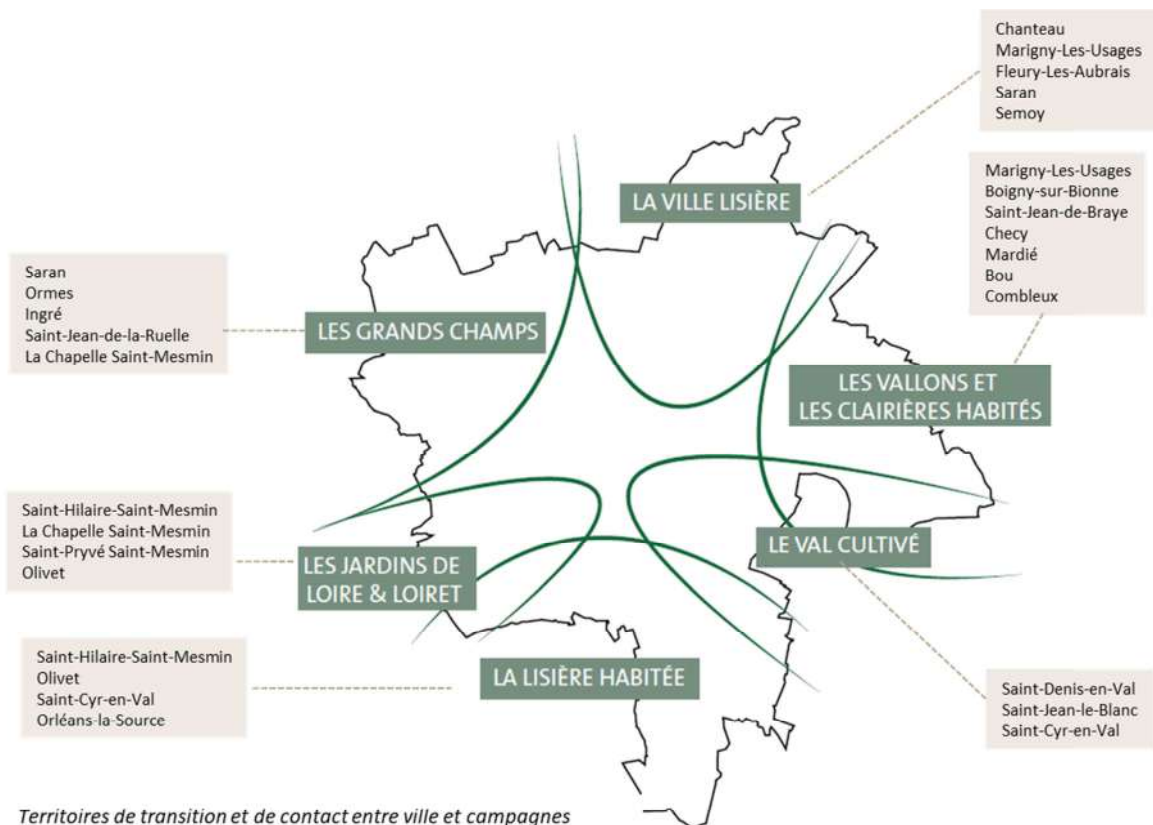 Chanteau
Marigny-Les-Usages
Fleury-Les-Aubrais
Saran
Semoy
LA VILLE LISIÈRE
Marigny-Les-Usages
Boigny-sur-Bionne
Saint-Jean-de-Braye
Checy
Mardié
Bou
Combleux
Saran
Ormes
Ingré
Saint-Jean-de-la-Ruelle
La Chapelle Saint-Mesmin
LES GRANDS CHAMPS
LES VALLONS ET
LES CLAIRIÈRES HABITÉS
Saint-Hilaire-Saint-Mesmin
La Chapelle Saint-Mesmin
Saint-Pryvé Saint-Mesmin
Olivet
LES JARDINS DE
LOIRE & LOIRET
LE VAL CULTIVÉ
Saint-Hilaire-Saint-Mesmin
Olivet
Saint-Cyr-en-Val
Orléans-la-Source
LA LISIÈRE HABITÉE
Saint-Denis-en-Val
Saint-Jean-le-Blanc
Saint-Cyr-en-Val
Territoires de transition et de contact entre ville et campagnes